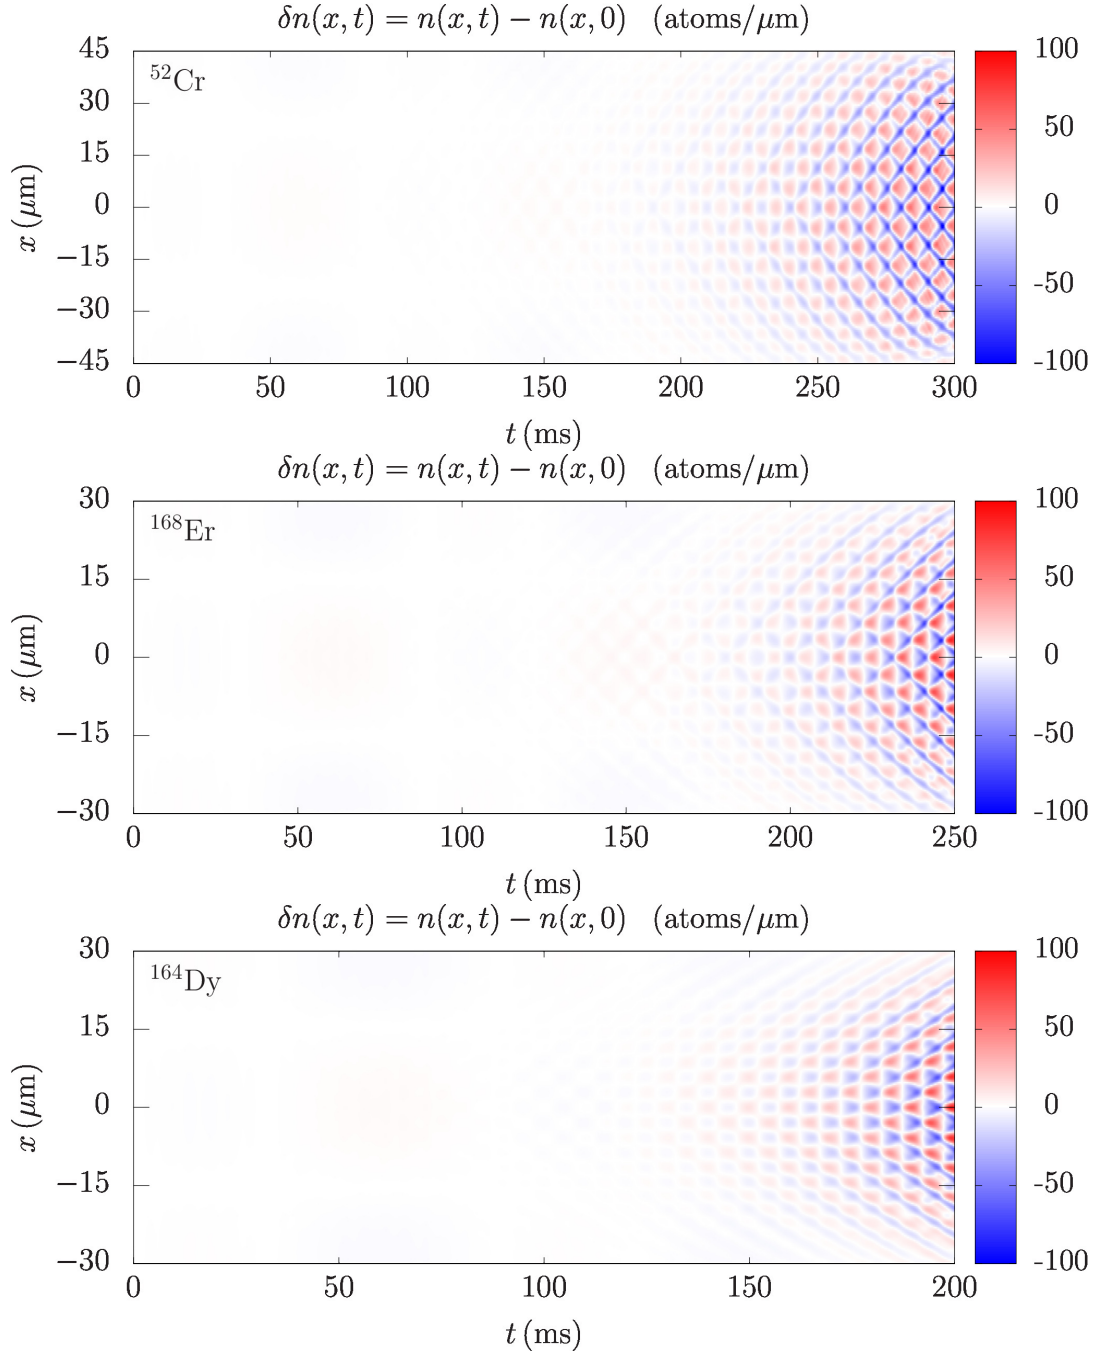 δn(x, t) = n(x, t) − n(x, 0) (atoms/μm)
⁵²Cr
45
30
15
0
−15
−30
−45
x (μm)
0 50 100 150 200 250 300
t (ms)
100
50
0
-50
-100
δn(x, t) = n(x, t) − n(x, 0) (atoms/μm)
¹⁶⁸Er
30
15
0
−15
−30
x (μm)
0 50 100 150 200 250
t (ms)
100
50
0
-50
-100
δn(x, t) = n(x, t) − n(x, 0) (atoms/μm)
¹⁶⁴Dy
30
15
0
−15
−30
x (μm)
0 50 100 150 200
t (ms)
100
50
0
-50
-100